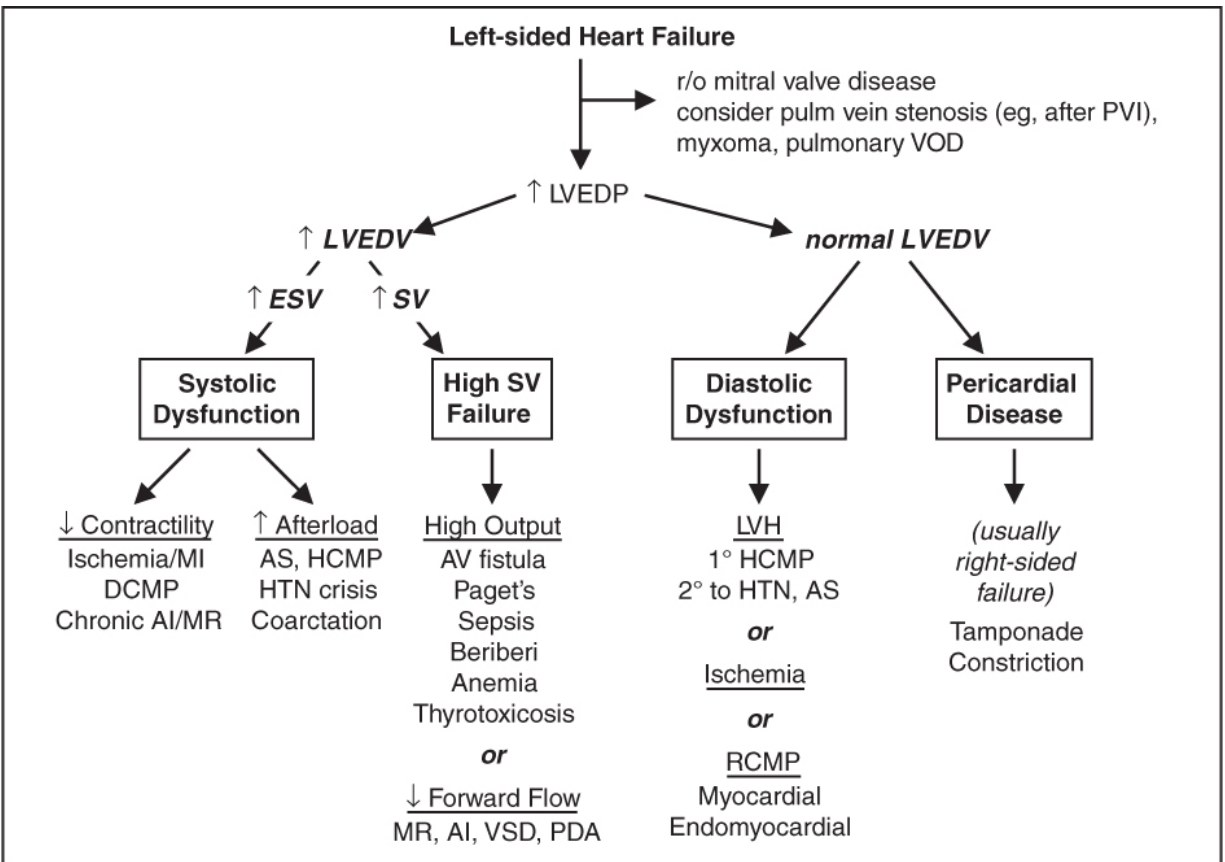 Left-sided Heart Failure
r/o mitral valve disease
consider pulm vein stenosis (eg, after PVI),
myxoma, pulmonary VOD
↑ LVEDP
↑ LVEDV
normal LVEDV
↑ ESV
↑ SV
Systolic
Dysfunction
↓ Contractility
Ischemia/MI
DCMP
Chronic AI/MR
↑ Afterload
AS, HCMP
HTN crisis
Coarctation
High SV
Failure
High Output
AV fistula
Paget's
Sepsis
Beriberi
Anemia
Thyrotoxicosis
or
↓ Forward Flow
MR, AI, VSD, PDA
Diastolic
Dysfunction
LVH
1° HCMP
2° to HTN, AS
or
Ischemia
or
RCMP
Myocardial
Endomyocardial
Pericardial
Disease
(usually
right-sided
failure)
Tamponade
Constriction